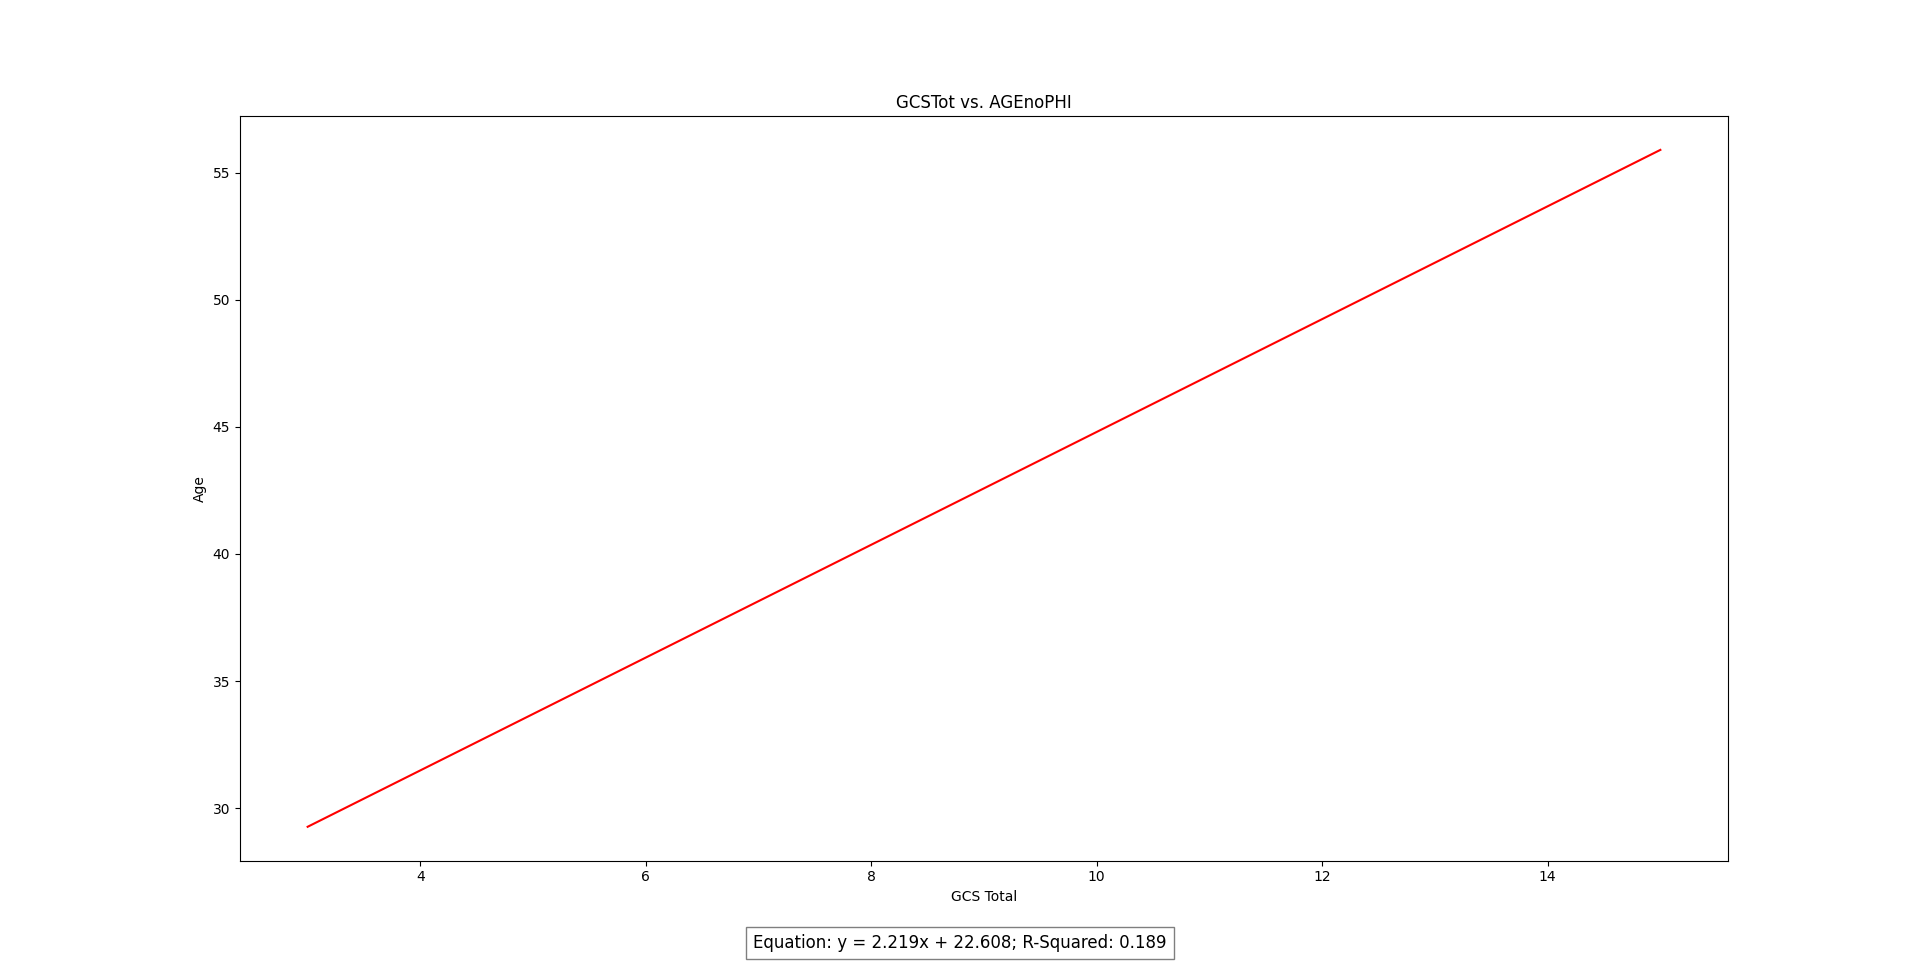 GCSTot vs. AGEnoPHI
55
50
45
40
35
30
Age
4 6 8 10 12 14
GCS Total
Equation: y = 2.219x + 22.608; R-Squared: 0.189